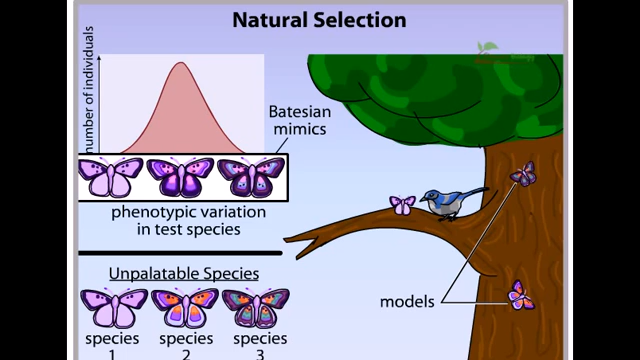 Natural Selection
number of individuals
Batesian
mimics
phenotypic variation
in test species
Unpalatable Species
species
1
species
2
species
3
models